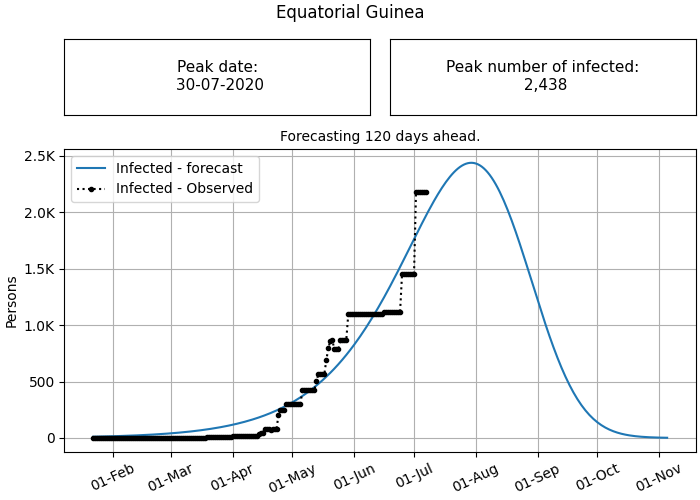 Equatorial Guinea
Peak date:
30-07-2020
Peak number of infected:
2,438
Forecasting 120 days ahead.
Infected - forecast
Infected - Observed
2.5K
2.0K
1.5K
1.0K
500
0
Persons
01-Feb
01-Mar
01-Apr
01-May
01-Jun
01-Jul
01-Aug
01-Sep
01-Oct
01-Nov